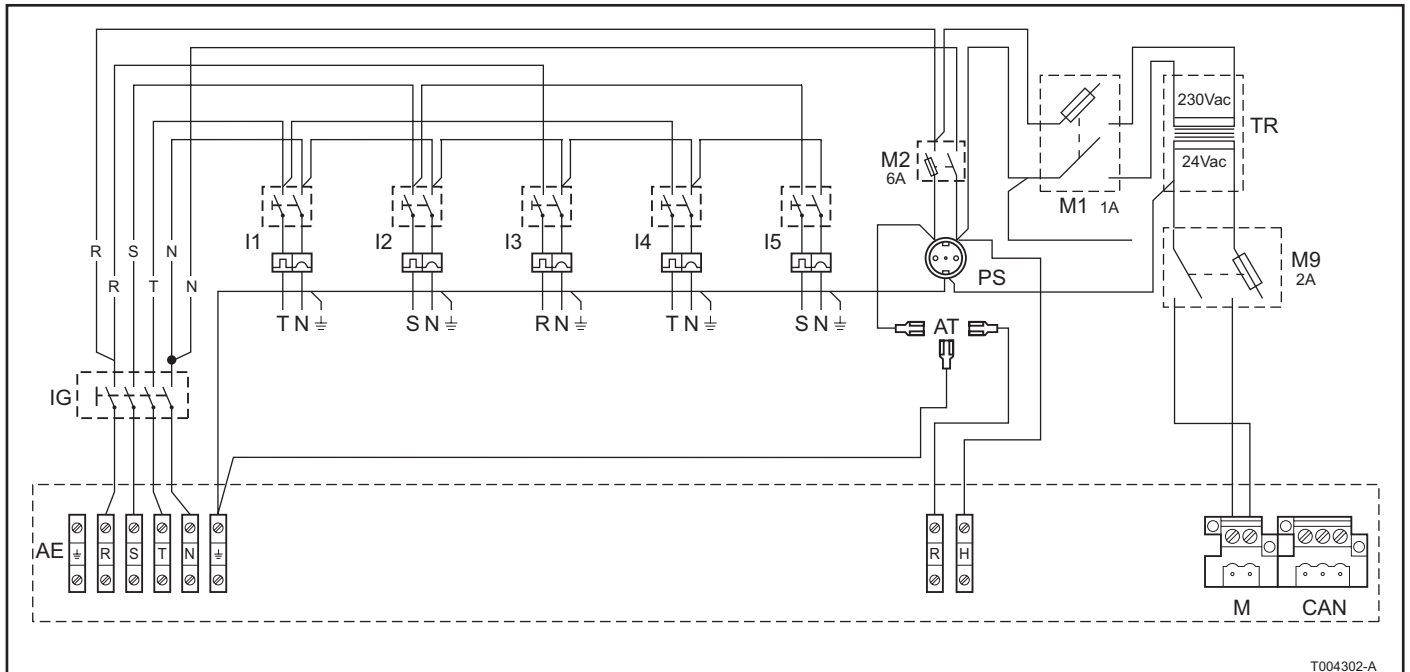 230Vac
TR
24Vac
M2
6A
M1 1A
I1 I2 I3 I4 I5
R S N
R T N
M9
2A
PS
T N S N R N T N S N
AT
IG
AE R S T N R H
M CAN
T004302-A